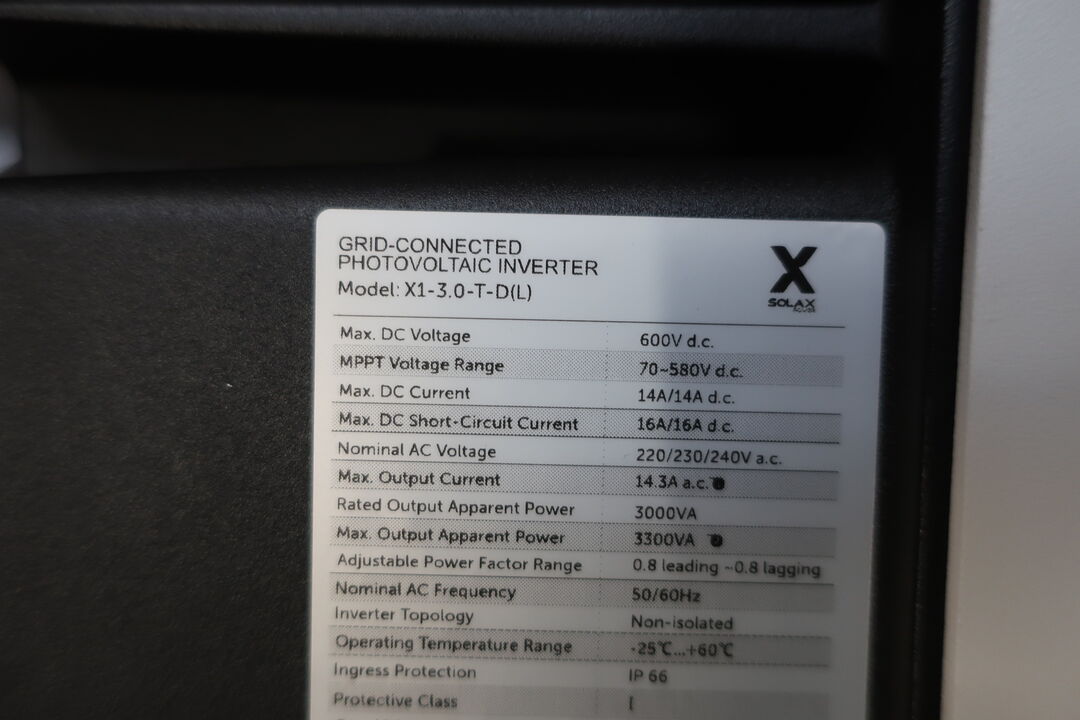 GRID-CONNECTED
PHOTOVOLTAIC INVERTER
Model: X1-3.0-T-D(L)
X
SOLAX
POWER
Max. DC Voltage 600V d.c.
MPPT Voltage Range 70~580V d.c.
Max. DC Current 14A/14A d.c.
Max. DC Short-Circuit Current 16A/16A d.c.
Nominal AC Voltage 220/230/240V a.c.
Max. Output Current 14.3A a.c.
Rated Output Apparent Power 3000VA
Max. Output Apparent Power 3300VA
Adjustable Power Factor Range 0.8 leading ~0.8 lagging
Nominal AC Frequency 50/60Hz
Inverter Topology Non-isolated
Operating Temperature Range -25℃...+60℃
Ingress Protection IP 66
Protective Class I